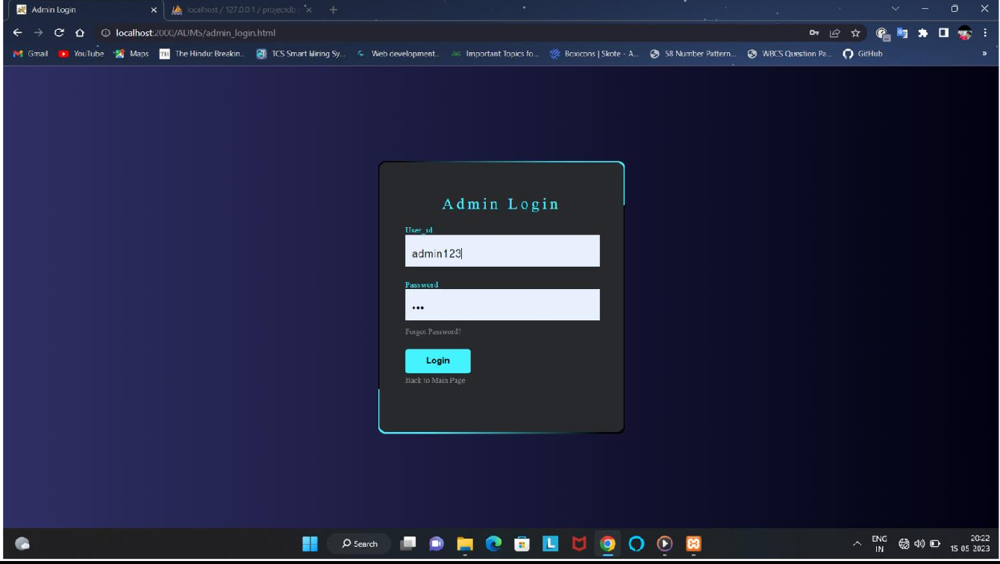 Admin Login
localhost / 127.0.0.1 / projectdb
localhost:2000/ADMS/admin_login.html
Gmail YouTube Maps The Hindu: Breakin... TCS Smart Hiring Sy... Web development... Important Topics fo... Boxicons | Skote - A... 58 Number Pattern... WBCS Question Pa... GitHub »
Admin Login
User_id
admin123
Password
•••
Forgot Password?
Login
Back to Main Page
Search
ENG
IN
20:22
15 05 2023